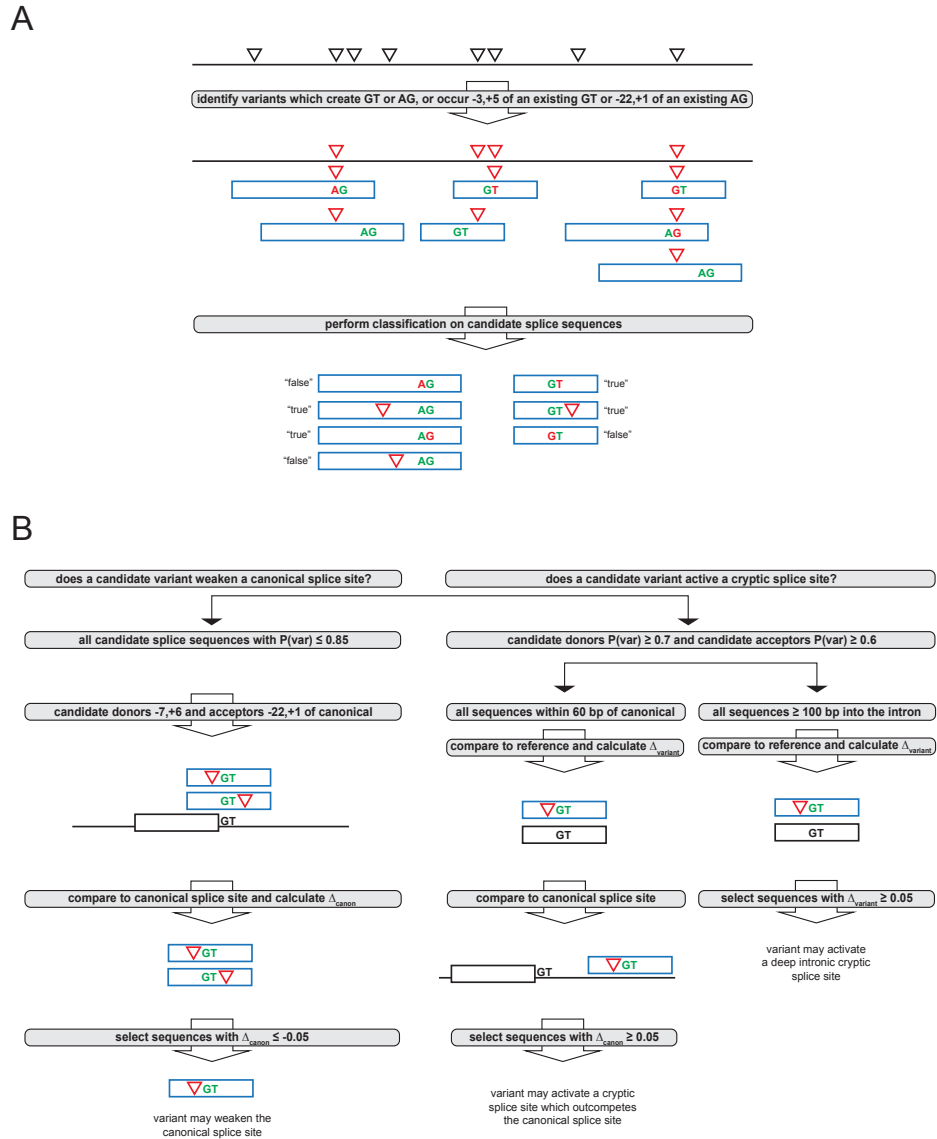 A
identify variants which create GT or AG, or occur -3,+5 of an existing GT or -22,+1 of an existing AG
AG GT GT
AG GT AG
AG
perform classification on candidate splice sequences
"false" AG GT "true"
"true" AG GT "true"
"true" AG GT "false"
"false" AG
B
does a candidate variant weaken a canonical splice site?
does a candidate variant active a cryptic splice site?
all candidate splice sequences with P(var) ≤ 0.85
candidate donors P(var) ≥ 0.7 and candidate acceptors P(var) ≥ 0.6
candidate donors -7,+6 and acceptors -22,+1 of canonical
all sequences within 60 bp of canonical
all sequences ≥ 100 bp into the intron
compare to reference and calculate Δvariant
compare to reference and calculate Δvariant
GT
GT
GT
GT
GT
GT
GT
compare to canonical splice site and calculate Δcanon
compare to canonical splice site
select sequences with Δvariant ≥ 0.05
GT
GT
GT GT
variant may activate
a deep intronic cryptic
splice site
select sequences with Δcanon ≤ -0.05
select sequences with Δcanon ≥ 0.05
GT
variant may weaken the
canonical splice site
variant may activate a cryptic
splice site which outcompetes
the canonical splice site